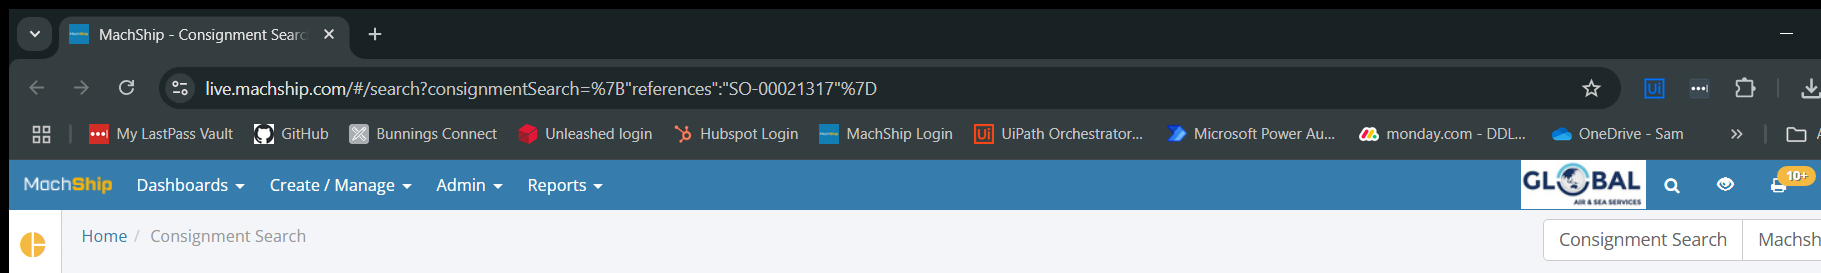 MachShip - Consignment Searc
live.machship.com/#/search?consignmentSearch=%7B"references":"SO-00021317"%7D
Ui
My LastPass Vault GitHub Bunnings Connect Unleashed login Hubspot Login MachShip Login UiPath Orchestrator... Microsoft Power Au... monday.com - DDL... OneDrive - Sam
MachShip Dashboards Create / Manage Admin Reports GLOBAL AIR & SEA SERVICES 10+
Home / Consignment Search Consignment Search Machsh